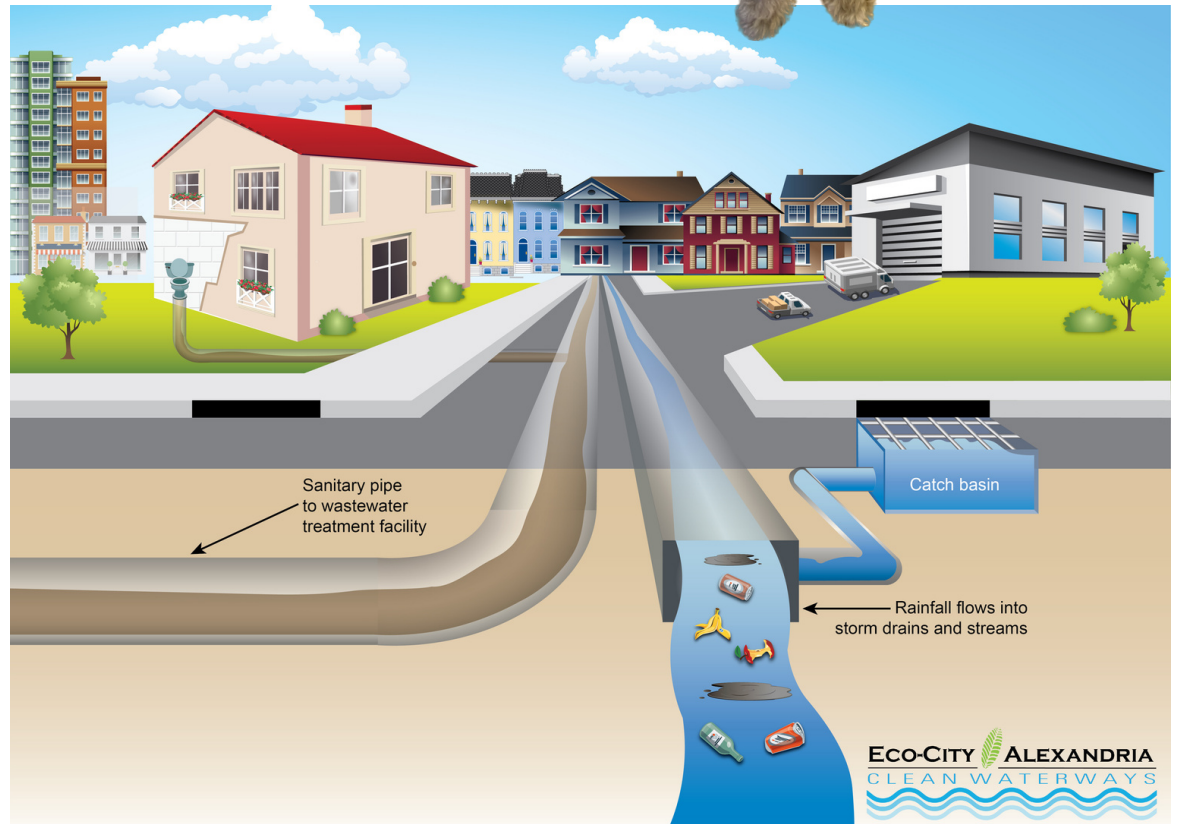 Sanitary pipe
to wastewater
treatment facility
Catch basin
Rainfall flows into
storm drains and streams
ECO-CITY ALEXANDRIA
CLEAN WATERWAYS